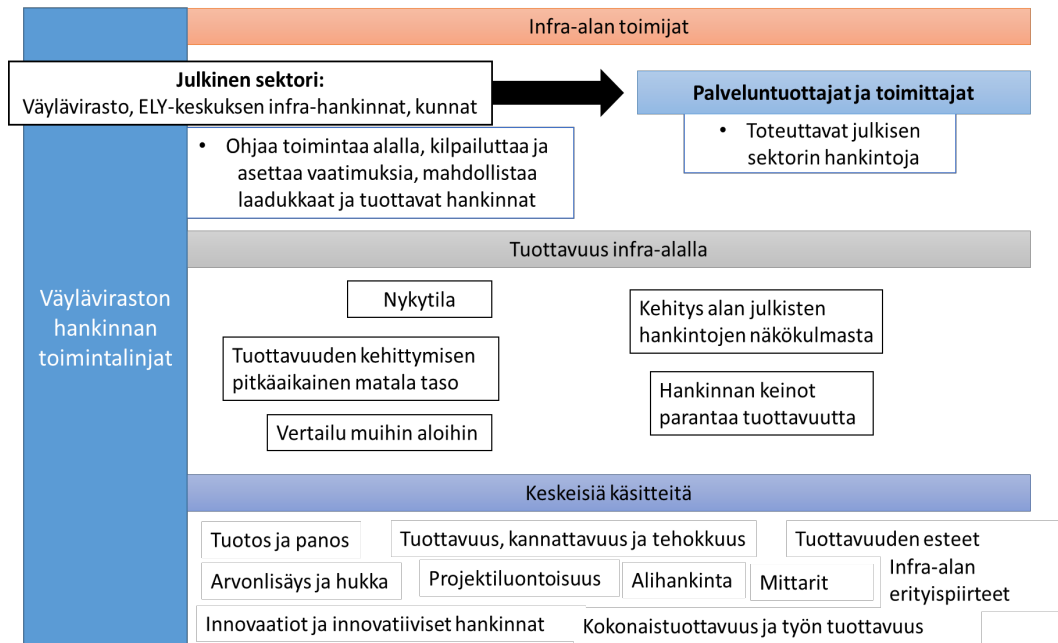 Infra-alan toimijat
Julkinen sektori:
Väylävirasto, ELY-keskuksen infra-hankinnat, kunnat
Palveluntuottajat ja toimittajat
• Ohjaa toimintaa alalla, kilpailuttaa ja
asettaa vaatimuksia, mahdollistaa
laadukkaat ja tuottavat hankinnat
• Toteuttavat julkisen
sektorin hankintoja
Väyläviraston
hankinnan
toimintalinjat
Tuottavuus infra-alalla
Nykytila
Tuottavuuden kehittymisen
pitkäaikainen matala taso
Vertailu muihin aloihin
Kehitys alan julkisten
hankintojen näkökulmasta
Hankinnan keinot
parantaa tuottavuutta
Keskeisiä käsitteitä
Tuotos ja panos
Tuottavuus, kannattavuus ja tehokkuus
Tuottavuuden esteet
Arvonlisäys ja hukka
Projektiluontoisuus
Alihankinta
Mittarit
Infra-alan
erityispiirteet
Innovaatiot ja innovatiiviset hankinnat
Kokonaistuottavuus ja työn tuottavuus